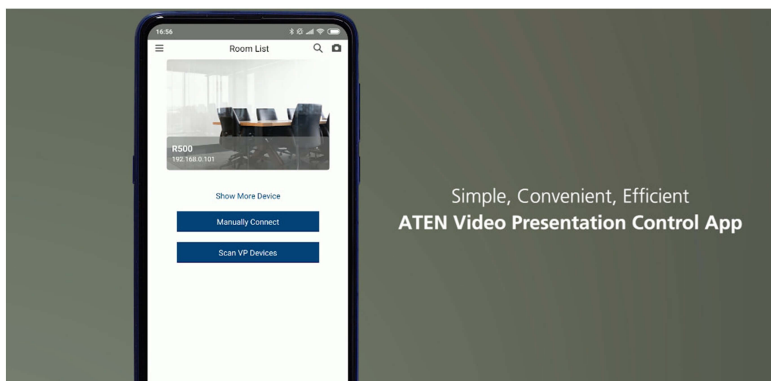 16:56
Room List
R500
192.168.0.101
Show More Device
Manually Connect
Scan VP Devices
Simple, Convenient, Efficient
ATEN Video Presentation Control App